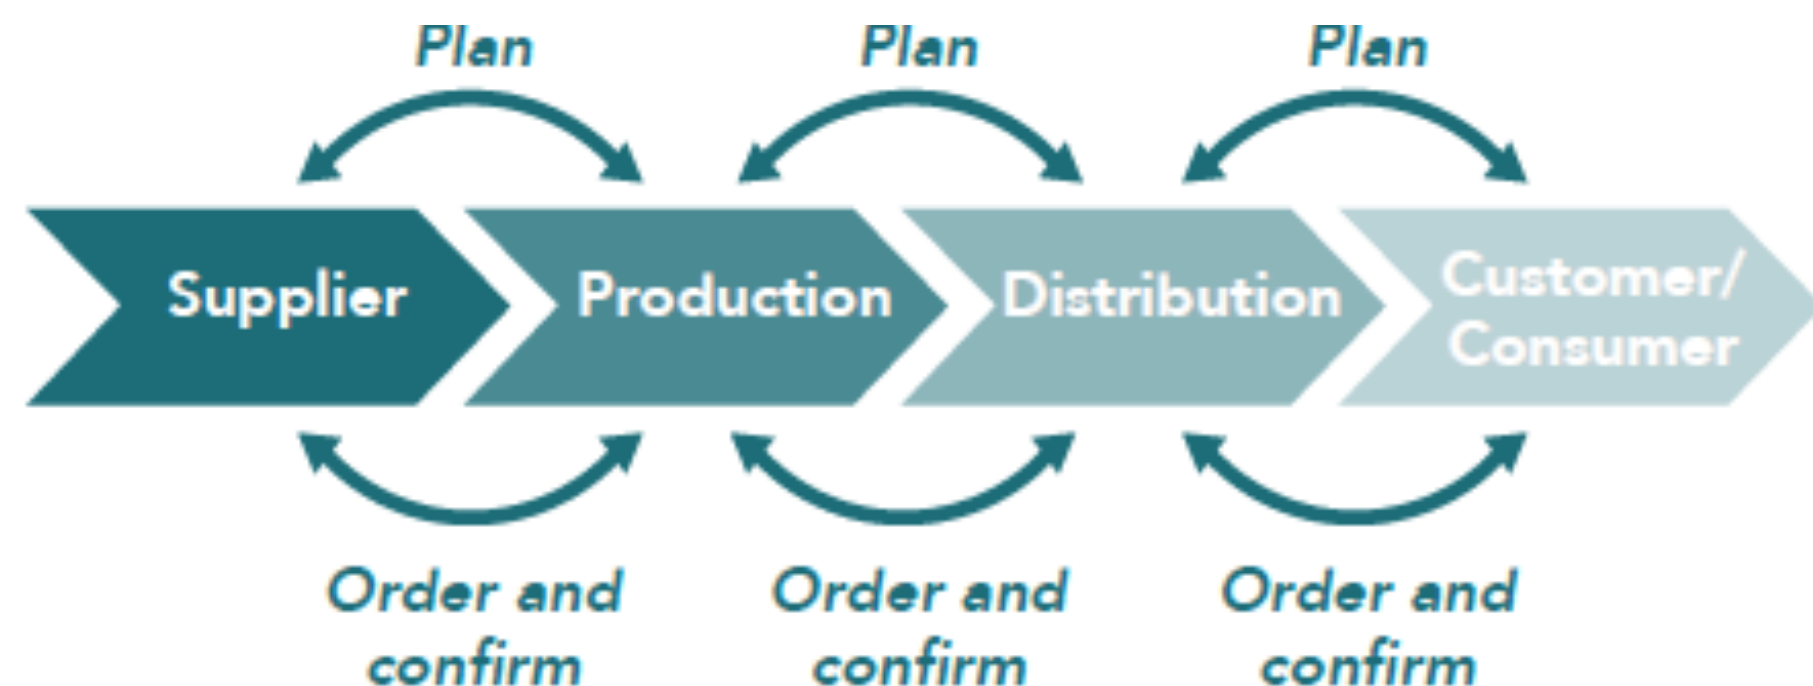 Plan Plan Plan
Supplier Production Distribution Customer/
Consumer
Order and Order and Order and
confirm confirm confirm